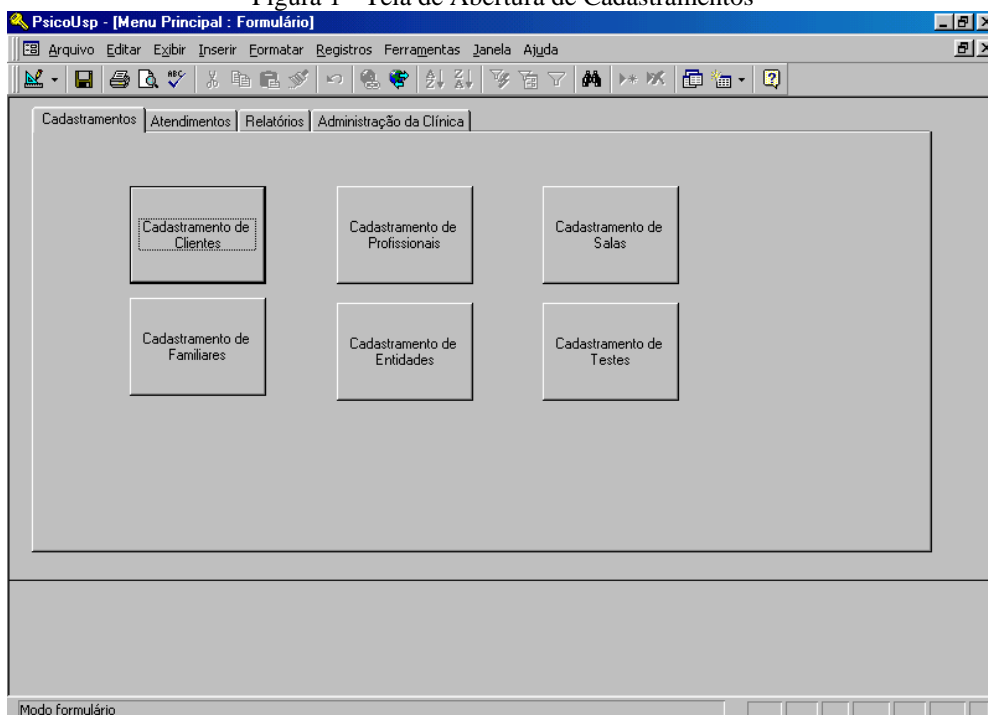 Figura 1 - Tela de Abertura de Cadastramentos
PsicoUsp - [Menu Principal : Formulário]
Arquivo Editar Exibir Inserir Formatar Registros Ferramentas Janela Ajuda
Cadastramentos Atendimentos Relatórios Administração da Clínica
Cadastramento de
Clientes
Cadastramento de
Profissionais
Cadastramento de
Salas
Cadastramento de
Familiares
Cadastramento de
Entidades
Cadastramento de
Testes
Modo formulário